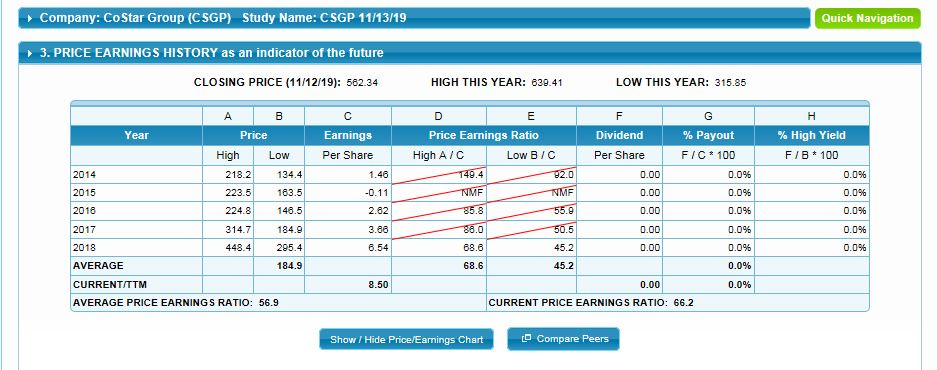 Company: CoStar Group (CSGP) Study Name: CSGP 11/13/19 Quick Navigation
3. PRICE EARNINGS HISTORY as an indicator of the future
CLOSING PRICE (11/12/19): 562.34 HIGH THIS YEAR: 639.41 LOW THIS YEAR: 315.85
A B C D E F G H
Year Price Earnings Price Earnings Ratio Dividend % Payout % High Yield
High Low Per Share High A / C Low B / C Per Share F / C * 100 F / B * 100
2014 218.2 134.4 1.46 149.4 92.0 0.00 0.0% 0.0%
2015 223.5 163.5 -0.11 NMF NMF 0.00 0.0% 0.0%
2016 224.8 146.5 2.62 85.8 55.9 0.00 0.0% 0.0%
2017 314.7 184.9 3.66 86.0 50.5 0.00 0.0% 0.0%
2018 448.4 295.4 6.54 68.6 45.2 0.00 0.0% 0.0%
AVERAGE 184.9 68.6 45.2 0.0%
CURRENT/TTM 8.50 0.00 0.0%
AVERAGE PRICE EARNINGS RATIO: 56.9 CURRENT PRICE EARNINGS RATIO: 66.2
Show / Hide Price/Earnings Chart Compare Peers